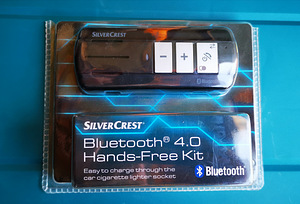 SILVERCREST
− +
SILVERCREST®
Bluetooth® 4.0
Hands-Free Kit
Easy to charge through the
car cigarette lighter socket
Bluetooth®